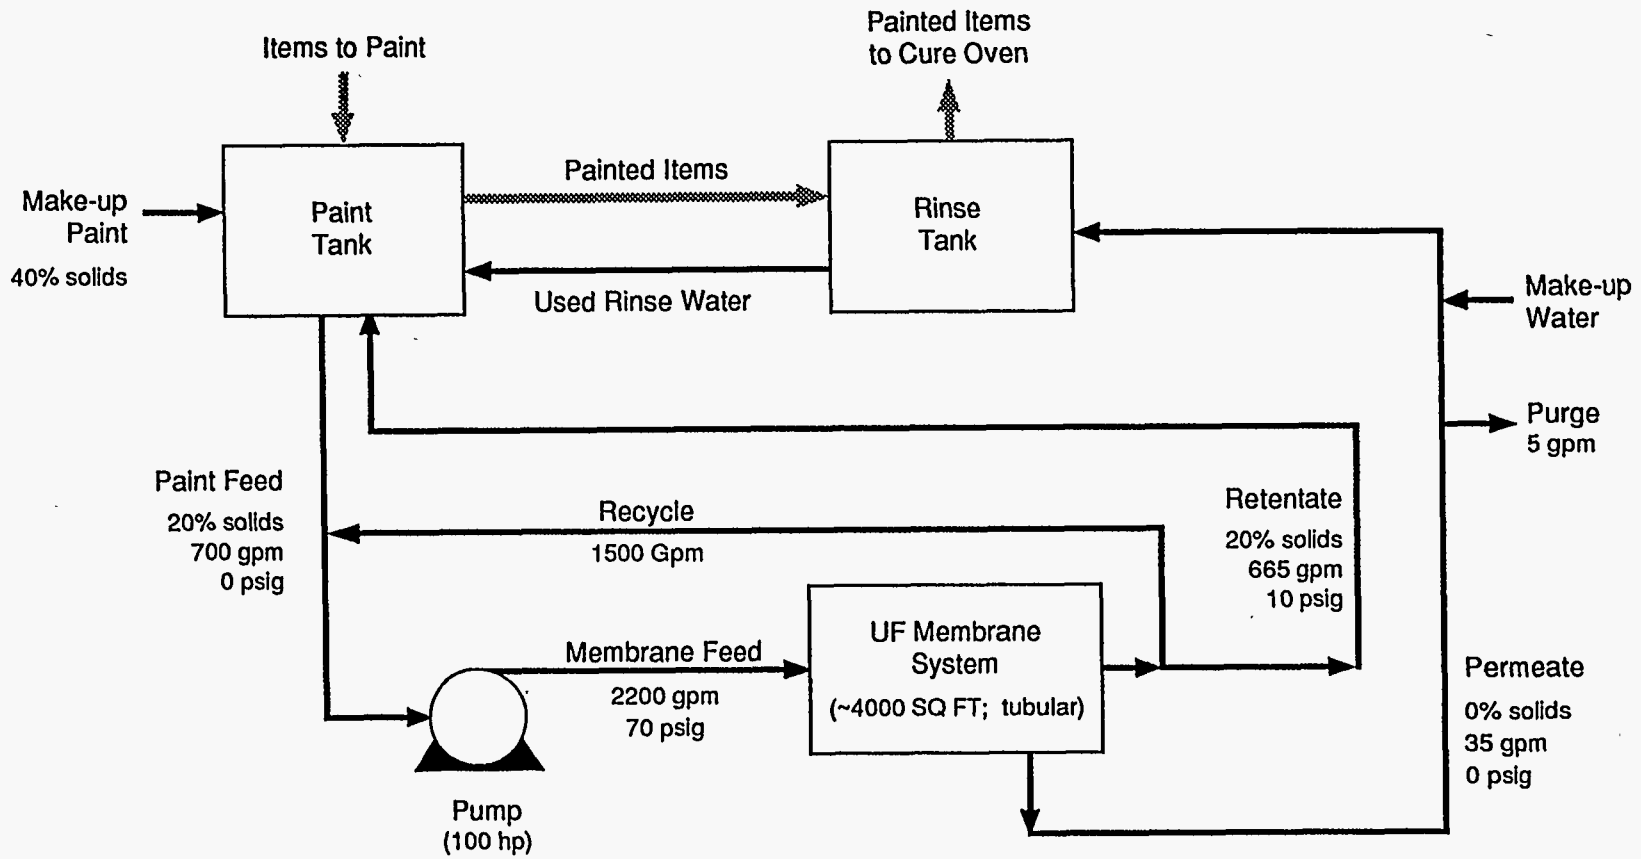 Items to Paint
Painted Items
to Cure Oven
Make-up
Paint
40% solids
Paint
Tank
Painted Items
Used Rinse Water
Rinse
Tank
Make-up
Water
Purge
5 gpm
Paint Feed
20% solids
700 gpm
0 psig
Recycle
1500 Gpm
Retentate
20% solids
665 gpm
10 psig
Membrane Feed
2200 gpm
70 psig
UF Membrane
System
(~4000 SQ FT; tubular)
Permeate
0% solids
35 gpm
0 psig
Pump
(100 hp)